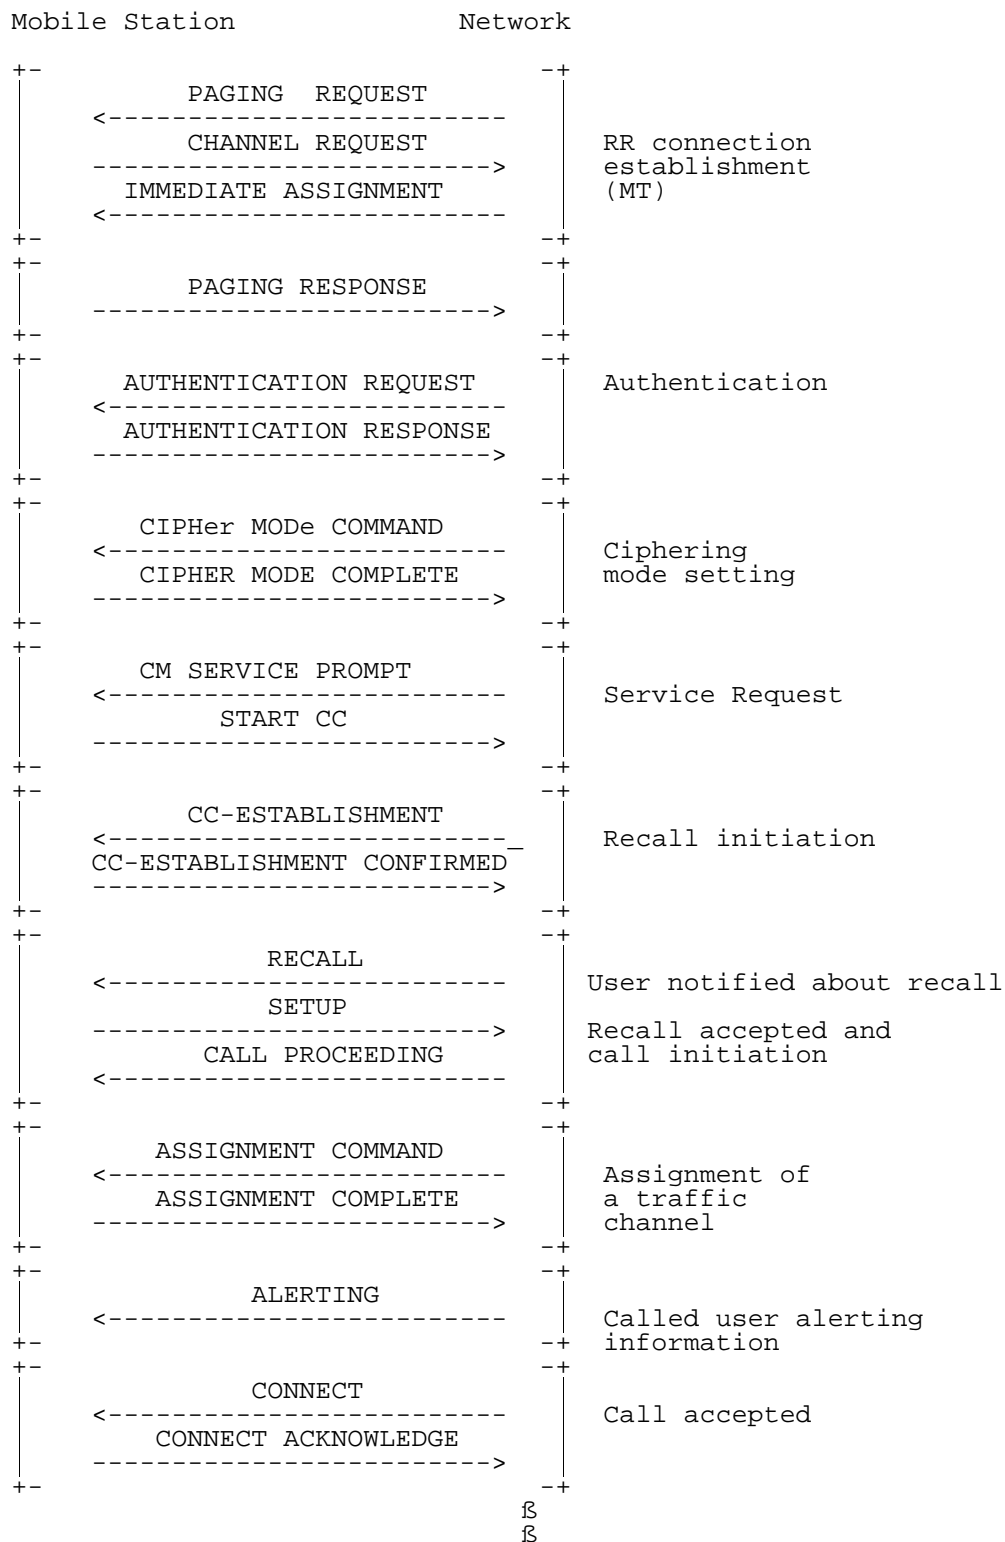 Mobile Station Network
+- -+
PAGING REQUEST
<-------------------------
CHANNEL REQUEST RR connection
-------------------------> establishment
IMMEDIATE ASSIGNMENT (MT)
<-------------------------
+- -+
+- -+
PAGING RESPONSE
------------------------->
+- -+
+- -+
AUTHENTICATION REQUEST Authentication
<-------------------------
AUTHENTICATION RESPONSE
------------------------->
+- -+
+- -+
CIPHer MODe COMMAND
<------------------------- Ciphering
CIPHER MODE COMPLETE mode setting
------------------------->
+- -+
+- -+
CM SERVICE PROMPT
<------------------------- Service Request
START CC
------------------------->
+- -+
+- -+
CC-ESTABLISHMENT
<-------------------------_ Recall initiation
CC-ESTABLISHMENT CONFIRMED
------------------------->
+- -+
+- -+
RECALL
<------------------------- User notified about recall
SETUP
-------------------------> Recall accepted and
CALL PROCEEDING call initiation
<-------------------------
+- -+
+- -+
ASSIGNMENT COMMAND
<------------------------- Assignment of
ASSIGNMENT COMPLETE a traffic
-------------------------> channel
+- -+
+- -+
ALERTING
<------------------------- Called user alerting
+- -+ information
+- -+
CONNECT
<------------------------- Call accepted
CONNECT ACKNOWLEDGE
------------------------->
+- -+
ß
ß